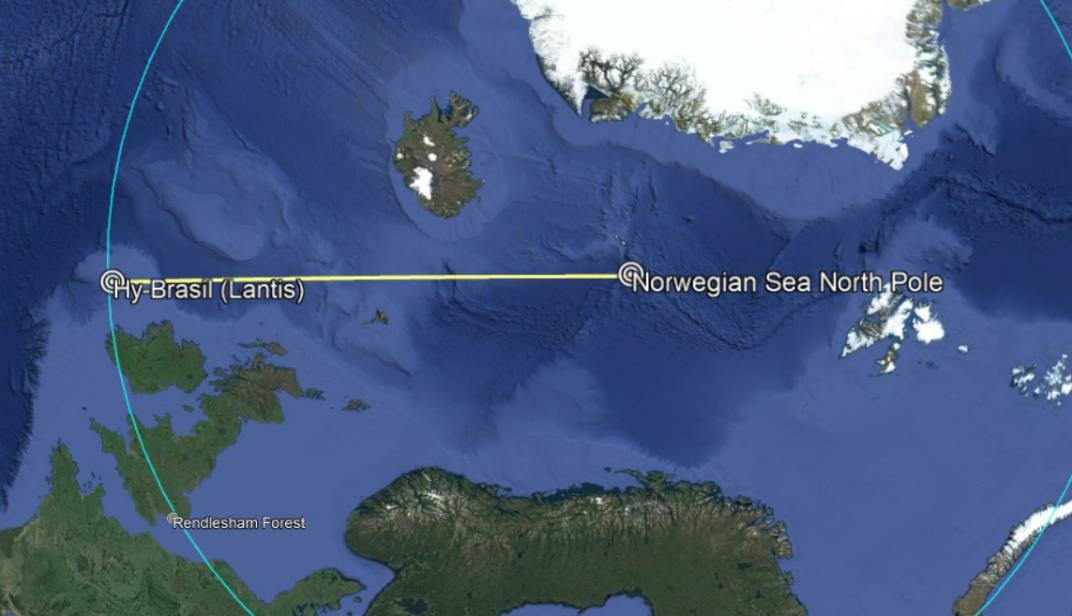 Hy-Brasil (Lantis)
Norwegian Sea North Pole
Rendlesham Forest